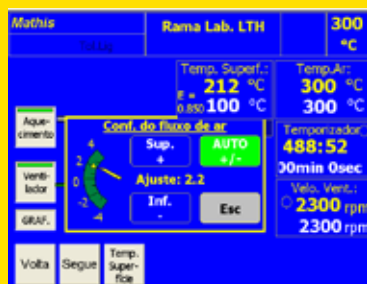 Mathis
Rama Lab. LTH
300
°C
Temp. Superf.:
212 °C
E =
0.850 100 °C
Temp.Ar:
300 °C
300 °C
Aque-
cimento
Conf. do fluxo de ar
4
2
0
-2
-4
Sup.
+
AUTO
+/-
Ajuste: 2.2
Inf.
-
Esc
Temporizador
488:52
00min 0sec
Venti-
lador
Velo. Vent.:
2300 rpm
2300 rpm
GRAF.
Volta
Segue
Temp.
Super-
fície